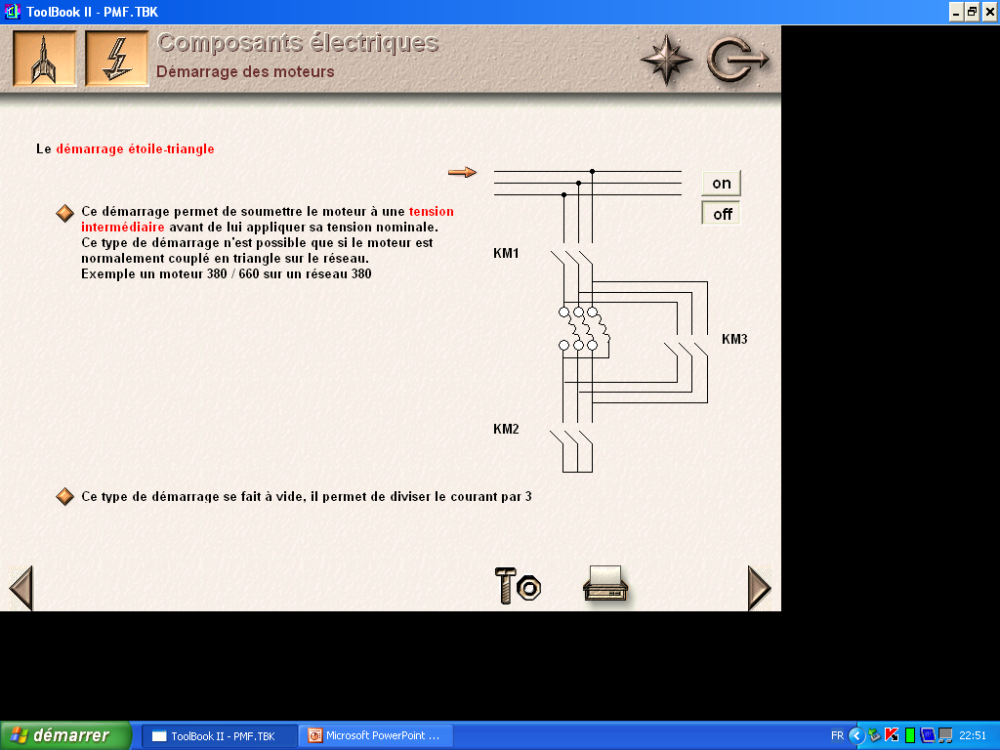 ToolBook II - PMF.TBK
Composants électriques
Démarrage des moteurs
Le démarrage étoile-triangle
on
off
Ce démarrage permet de soumettre le moteur à une tension
intermédiaire avant de lui appliquer sa tension nominale.
Ce type de démarrage n'est possible que si le moteur est
normalement couplé en triangle sur le réseau.
Exemple un moteur 380 / 660 sur un réseau 380
KM1
KM3
KM2
Ce type de démarrage se fait à vide, il permet de diviser le courant par 3
démarrer
ToolBook II - PMF.TBK
Microsoft PowerPoint ...
FR
22:51